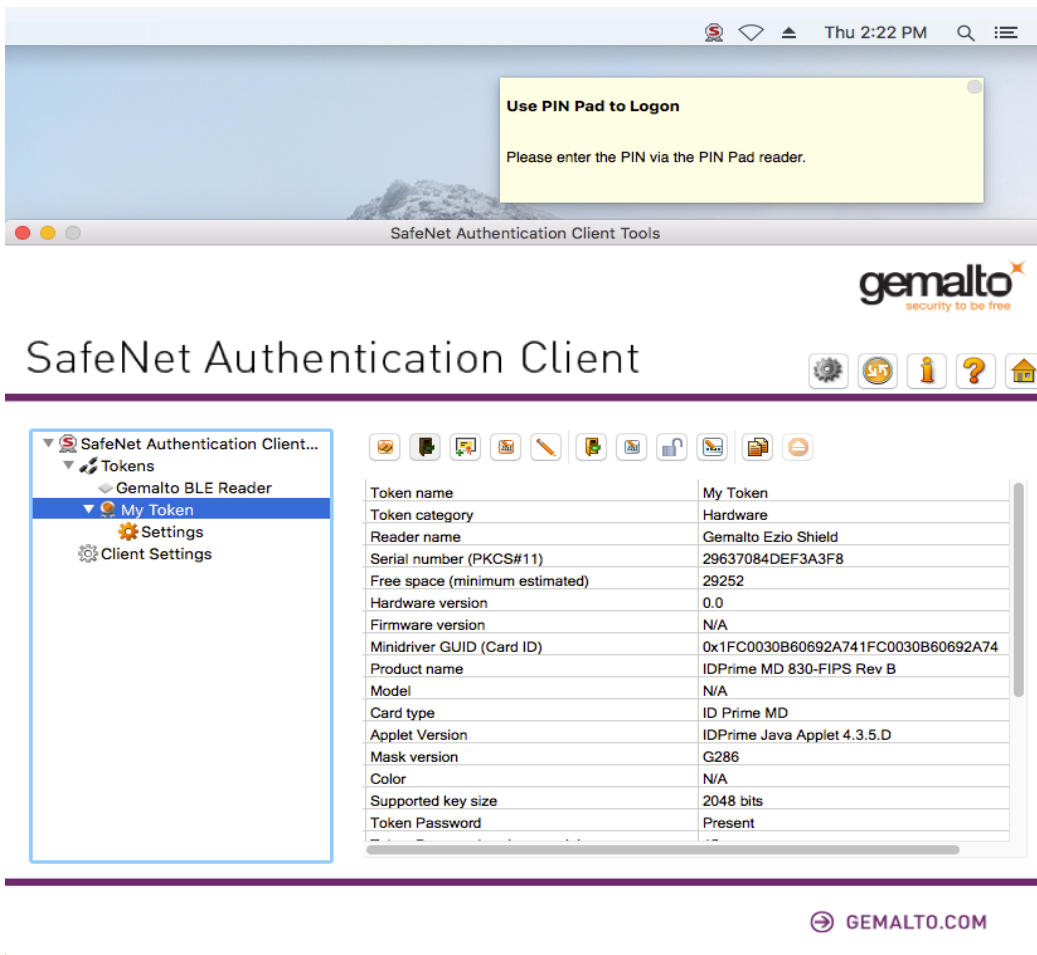 Thu 2:22 PM
Use PIN Pad to Logon
Please enter the PIN via the PIN Pad reader.
SafeNet Authentication Client Tools
gemalto
security to be free
SafeNet Authentication Client
SafeNet Authentication Client...
Tokens
Gemalto BLE Reader
My Token
Settings
Client Settings
Token name My Token
Token category Hardware
Reader name Gemalto Ezio Shield
Serial number (PKCS#11) 29637084DEF3A3F8
Free space (minimum estimated) 29252
Hardware version 0.0
Firmware version N/A
Minidriver GUID (Card ID) 0x1FC0030B60692A741FC0030B60692A74
Product name IDPrime MD 830-FIPS Rev B
Model N/A
Card type ID Prime MD
Applet Version IDPrime Java Applet 4.3.5.D
Mask version G286
Color N/A
Supported key size 2048 bits
Token Password Present
GEMALTO.COM